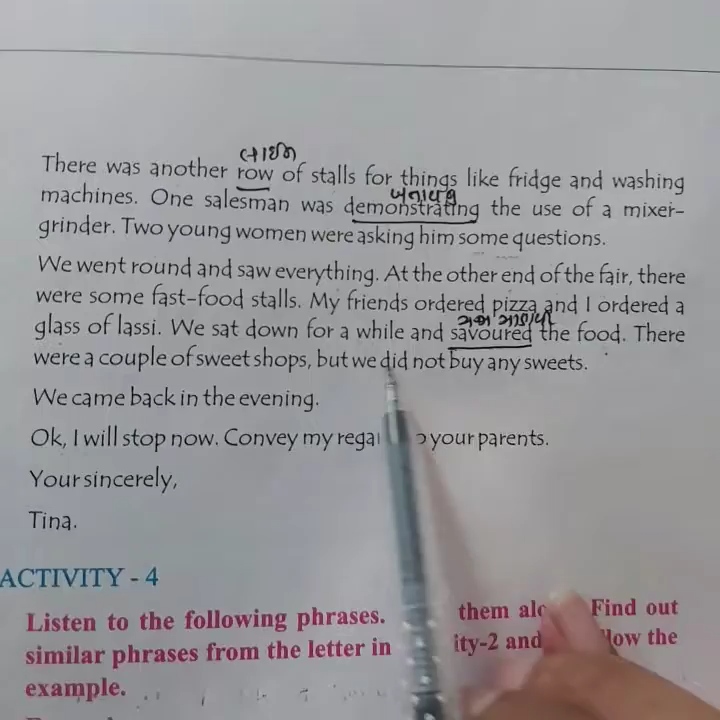 લાઈન
There was another row of stalls for things like fridge and washing
બતાવવુ
machines. One salesman was demonstrating the use of a mixer-
grinder. Two young women were asking him some questions.
We went round and saw everything. At the other end of the fair, there
were some fast-food stalls. My friends ordered pizza and I ordered a
glass of lassi. We sat down for a while and savoured the food. There
were a couple of sweet shops, but we did not buy any sweets.
We came back in the evening.
Ok, I will stop now. Convey my your parents.
Your sincerely,
Tina.
ACTIVITY - 4
Listen to the following phrases. them Find out
similar phrases from the letter in and the
example.